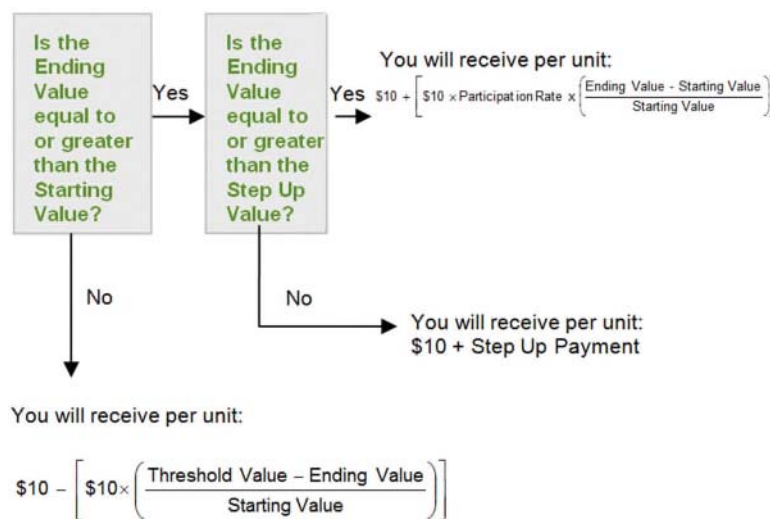 Is the
Ending
Value
equal to
or greater
than the
Starting
Value?
Yes
Is the
Ending
Value
equal to
or greater
than the
Step Up
Value?
Yes
You will receive per unit:
$10 + [$10 × Participation Rate x (Ending Value - Starting Value
Starting Value)]
No
No
You will receive per unit:
$10 + Step Up Payment
You will receive per unit:
$10 − [$10× (Threshold Value − Ending Value
Starting Value)]